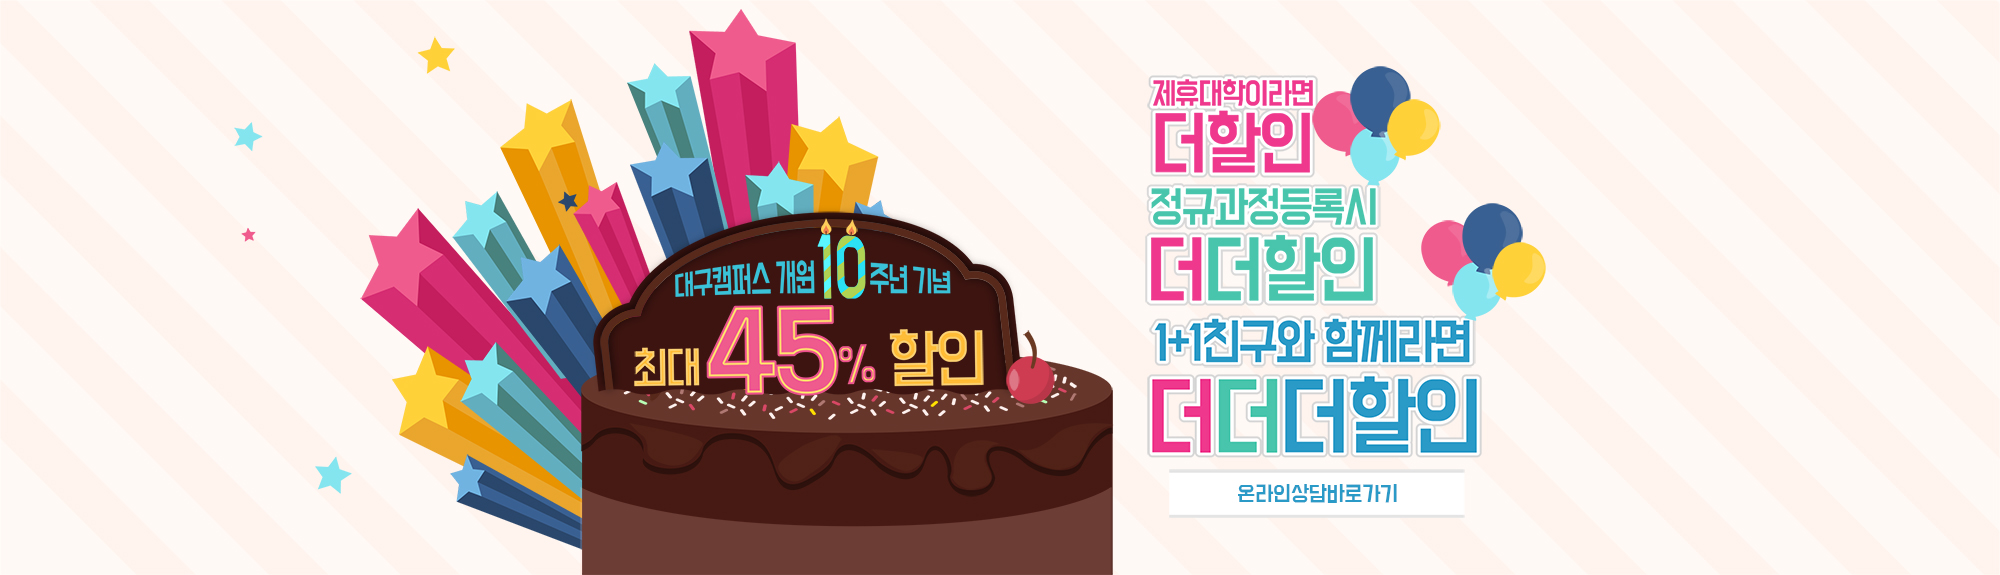 대구캠퍼스 개원 10주년 기념
최대 45% 할인
제휴대학이라면
더할인
정규과정등록시
더더할인
1+1친구와 함께라면
더더더할인
온라인상담바로가기